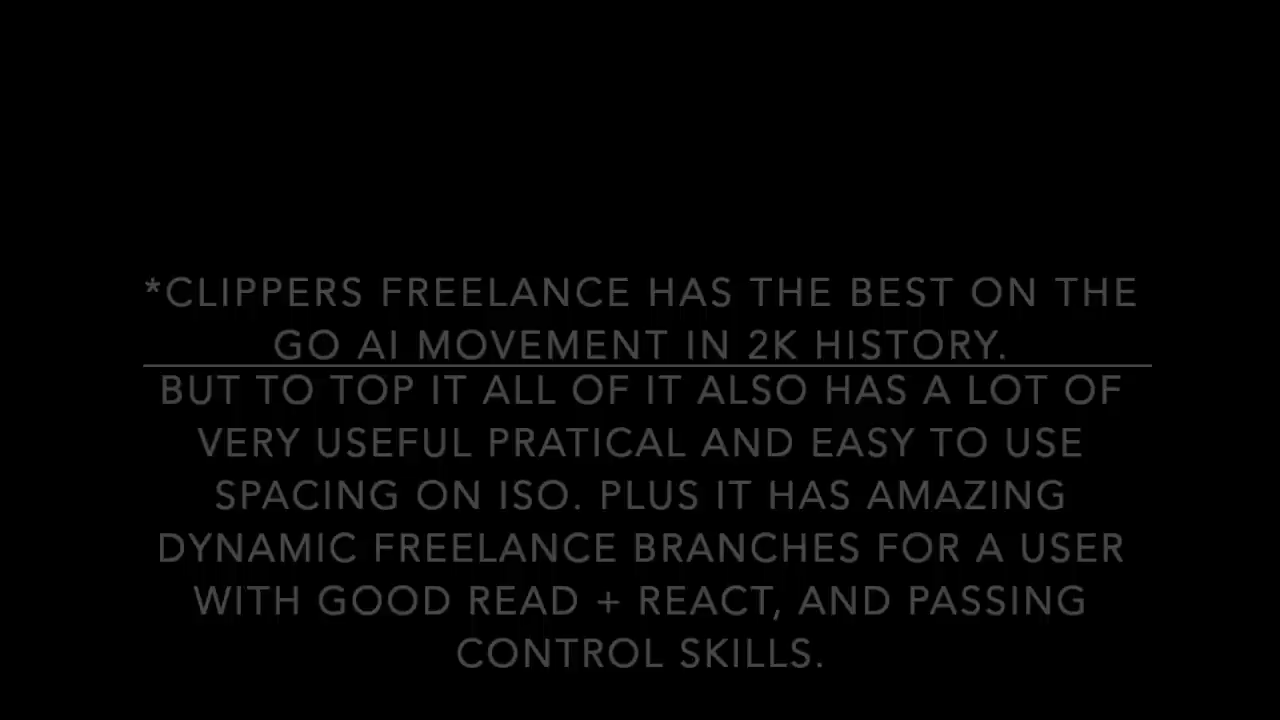 *CLIPPERS FREELANCE HAS THE BEST ON THE
GO AI MOVEMENT IN 2K HISTORY.
BUT TO TOP IT ALL OF IT ALSO HAS A LOT OF
VERY USEFUL PRATICAL AND EASY TO USE
SPACING ON ISO. PLUS IT HAS AMAZING
DYNAMIC FREELANCE BRANCHES FOR A USER
WITH GOOD READ + REACT, AND PASSING
CONTROL SKILLS.